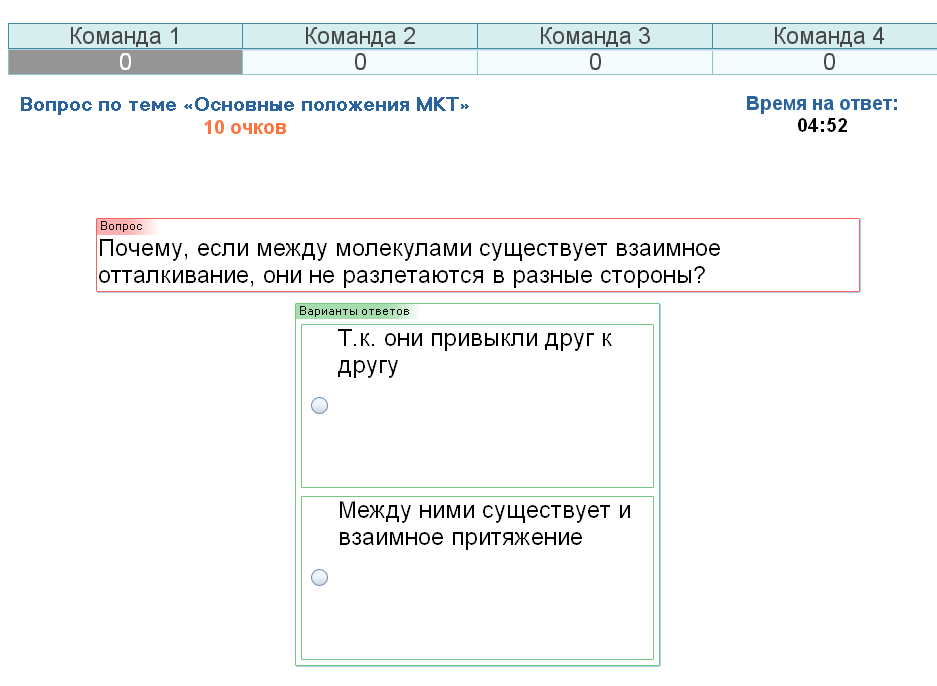 Команда 1 Команда 2 Команда 3 Команда 4
0 0 0 0
Вопрос по теме «Основные положения МКТ»
10 очков
Время на ответ:
04:52
Вопрос
Почему, если между молекулами существует взаимное
отталкивание, они не разлетаются в разные стороны?
Варианты ответов
Т.к. они привыкли друг к
другу
Между ними существует и
взаимное притяжение